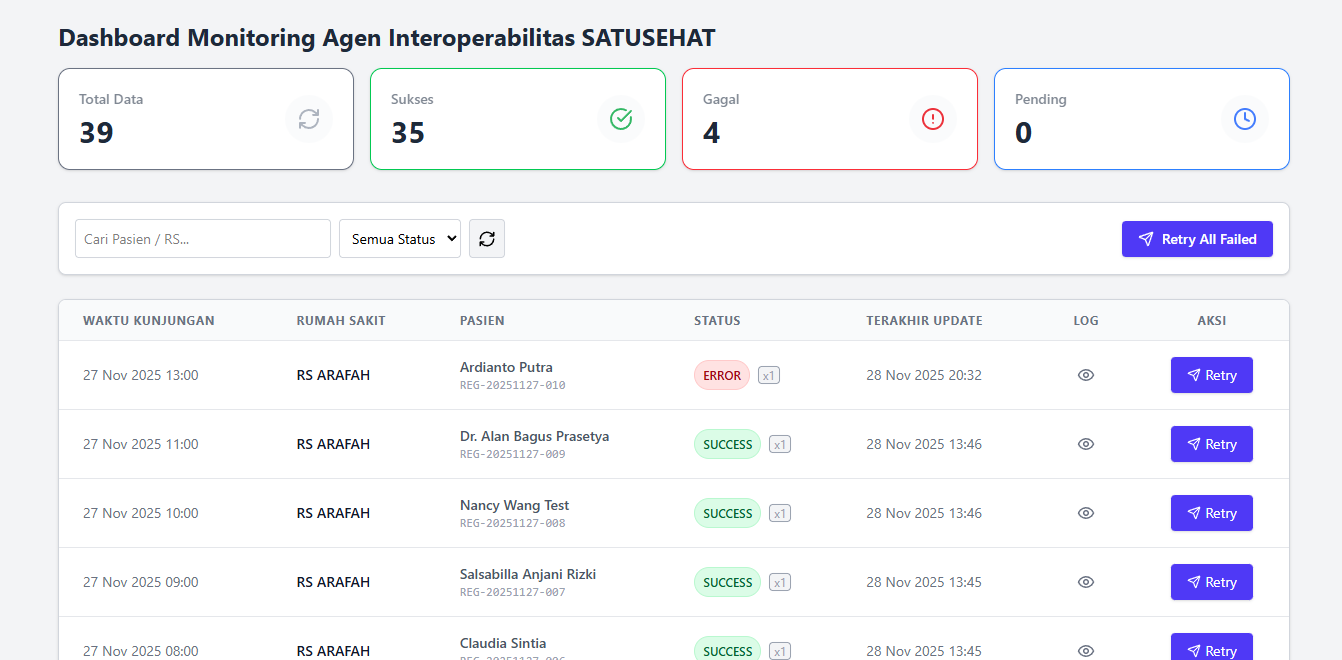 Dashboard Monitoring Agen Interoperabilitas SATUSEHAT
Total Data
39
Sukses
35
Gagal
4
Pending
0
Cari Pasien / RS...
Semua Status
Retry All Failed
WAKTU KUNJUNGAN RUMAH SAKIT PASIEN STATUS TERAKHIR UPDATE LOG AKSI
27 Nov 2025 13:00 RS ARAFAH Ardianto Putra ERROR x1 28 Nov 2025 20:32 Retry
REG-20251127-010
27 Nov 2025 11:00 RS ARAFAH Dr. Alan Bagus Prasetya SUCCESS x1 28 Nov 2025 13:46 Retry
REG-20251127-009
27 Nov 2025 10:00 RS ARAFAH Nancy Wang Test SUCCESS x1 28 Nov 2025 13:46 Retry
REG-20251127-008
27 Nov 2025 09:00 RS ARAFAH Salsabilla Anjani Rizki SUCCESS x1 28 Nov 2025 13:45 Retry
REG-20251127-007
27 Nov 2025 08:00 RS ARAFAH Claudia Sintia SUCCESS x1 28 Nov 2025 13:45 Retry